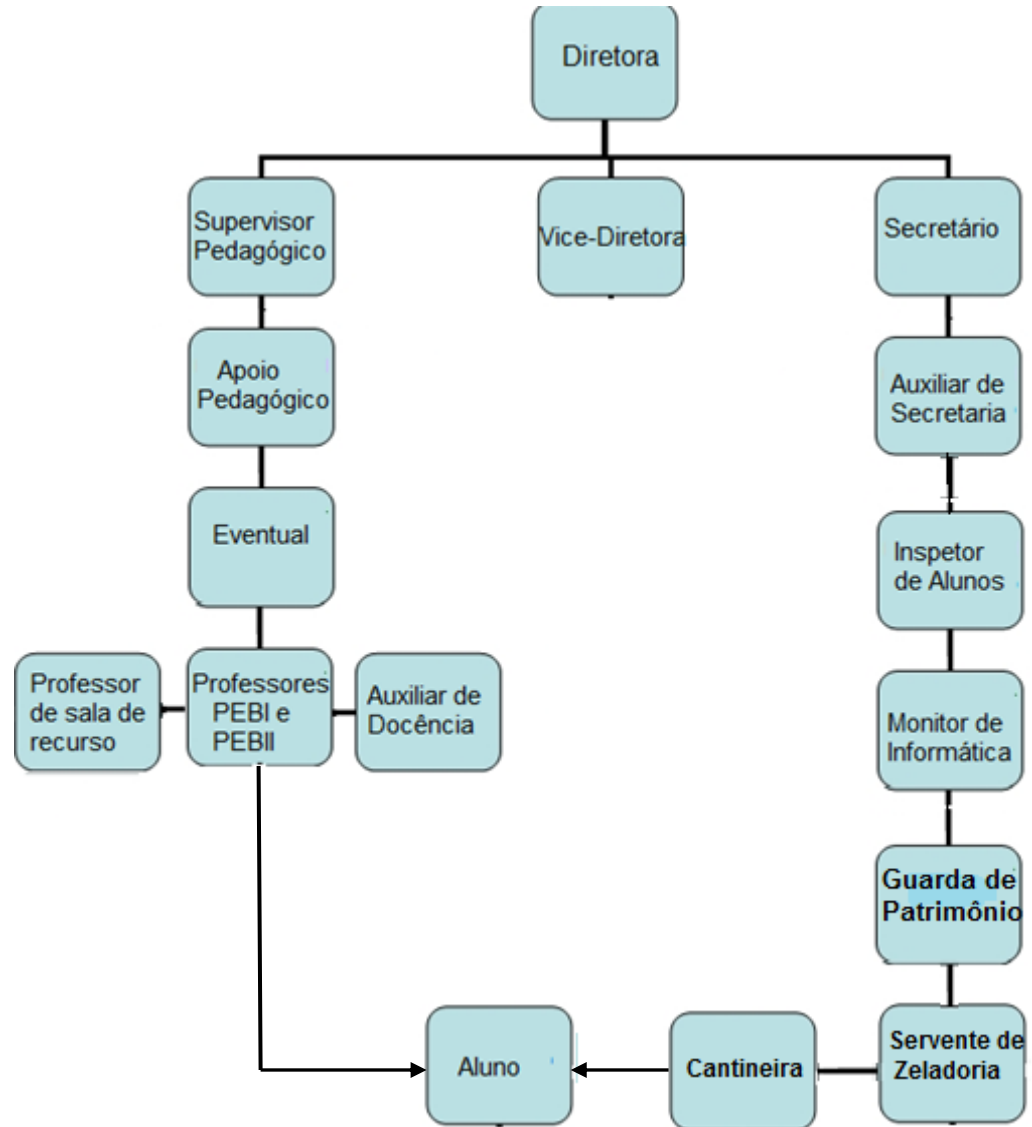 Diretora
Supervisor
Pedagógico
Vice-Diretora
Secretário
Apoio
Pedagógico
Auxiliar de
Secretaria
Eventual
Inspetor
de Alunos
Professor
de sala de
recurso
Professores
PEBI e
PEBII
Auxiliar de
Docência
Monitor de
Informática
Guarda de
Patrimônio
Aluno
Cantineira
Servente de
Zeladoria